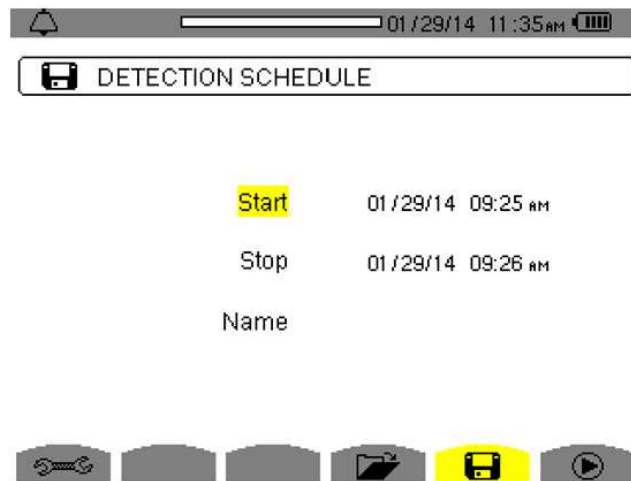 01/29/14 11:35AM
DETECTION SCHEDULE
Start 01/29/14 09:25 AM
Stop 01/29/14 09:26 AM
Name